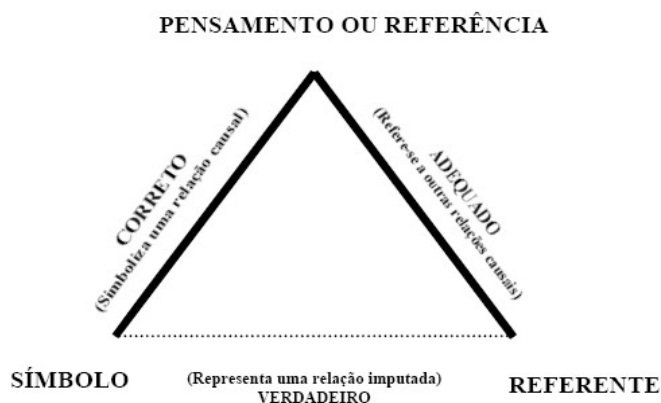 PENSAMENTO OU REFERÊNCIA
CORRETO
(Simboliza uma relação causal)
ADEQUADO
(Refere-se a outras relações causais)
SÍMBOLO
(Representa uma relação imputada)
VERDADEIRO
REFERENTE